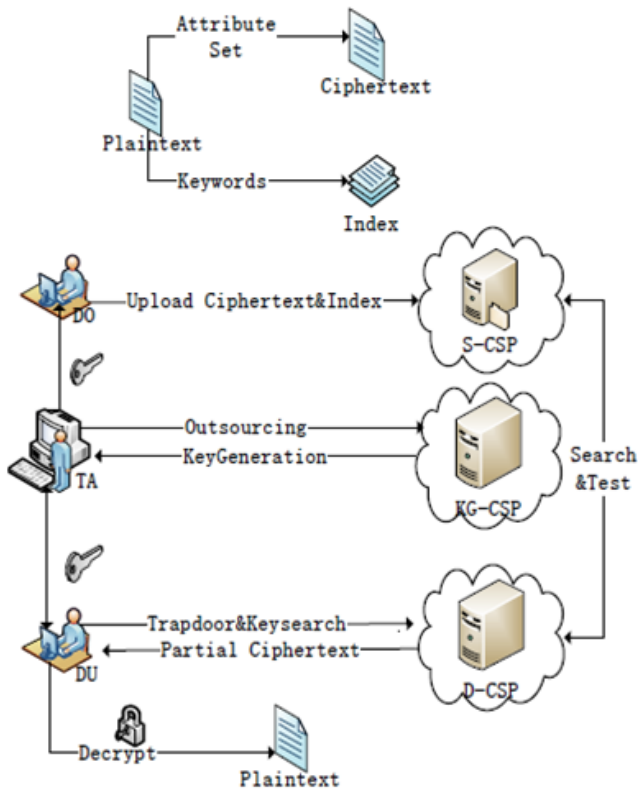 Attribute
Set
Ciphertext
Plaintext
Keywords
Index
DO
Upload Ciphertext&Index
S-CSP
Outsourcing
KeyGeneration
TA
KG-CSP
Search
&Test
Trapdoor&Keysearch
Partial Ciphertext
DU
D-CSP
Decrypt
Plaintext